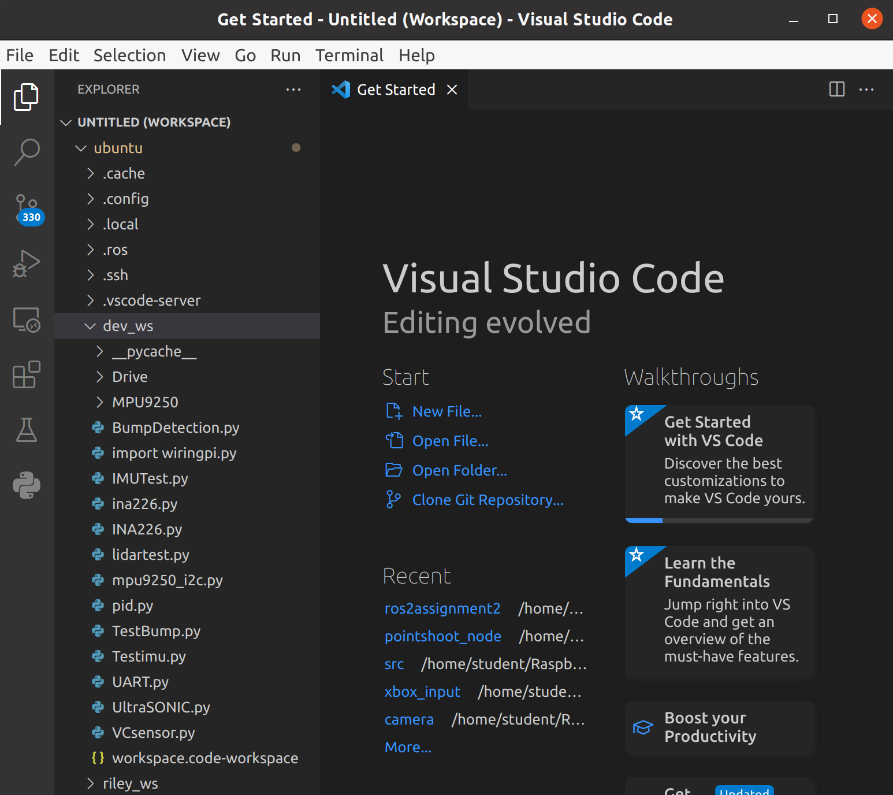 Get Started - Untitled (Workspace) - Visual Studio Code
File Edit Selection View Go Run Terminal Help
EXPLORER
UNTITLED (WORKSPACE)
ubuntu
.cache
.config
.local
.ros
.ssh
.vscode-server
dev_ws
__pycache__
Drive
MPU9250
BumpDetection.py
import wiringpi.py
IMUTest.py
ina226.py
INA226.py
lidartest.py
mpu9250_i2c.py
pid.py
TestBump.py
Testimu.py
UART.py
UltraSONIC.py
VCsensor.py
{} workspace.code-workspace
riley_ws
330
Get Started
Visual Studio Code
Editing evolved
Start
New File...
Open File...
Open Folder...
Clone Git Repository...
Recent
ros2assignment2 /home/...
pointshoot_node /home/...
src /home/student/Raspb...
xbox_input /home/stude...
camera /home/student/R...
More...
Walkthroughs
Get Started
with VS Code
Discover the best
customizations to
make VS Code yours.
Learn the
Fundamentals
Jump right into VS
Code and get an
overview of the
must-have features.
Boost your
Productivity
Get Updated